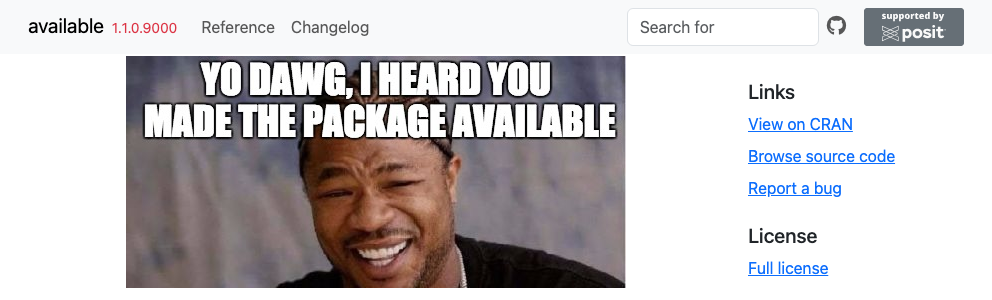 available 1.1.0.9000 Reference Changelog Search for supported by posit
YO DAWG, I HEARD YOU
MADE THE PACKAGE AVAILABLE
Links
View on CRAN
Browse source code
Report a bug
License
Full license